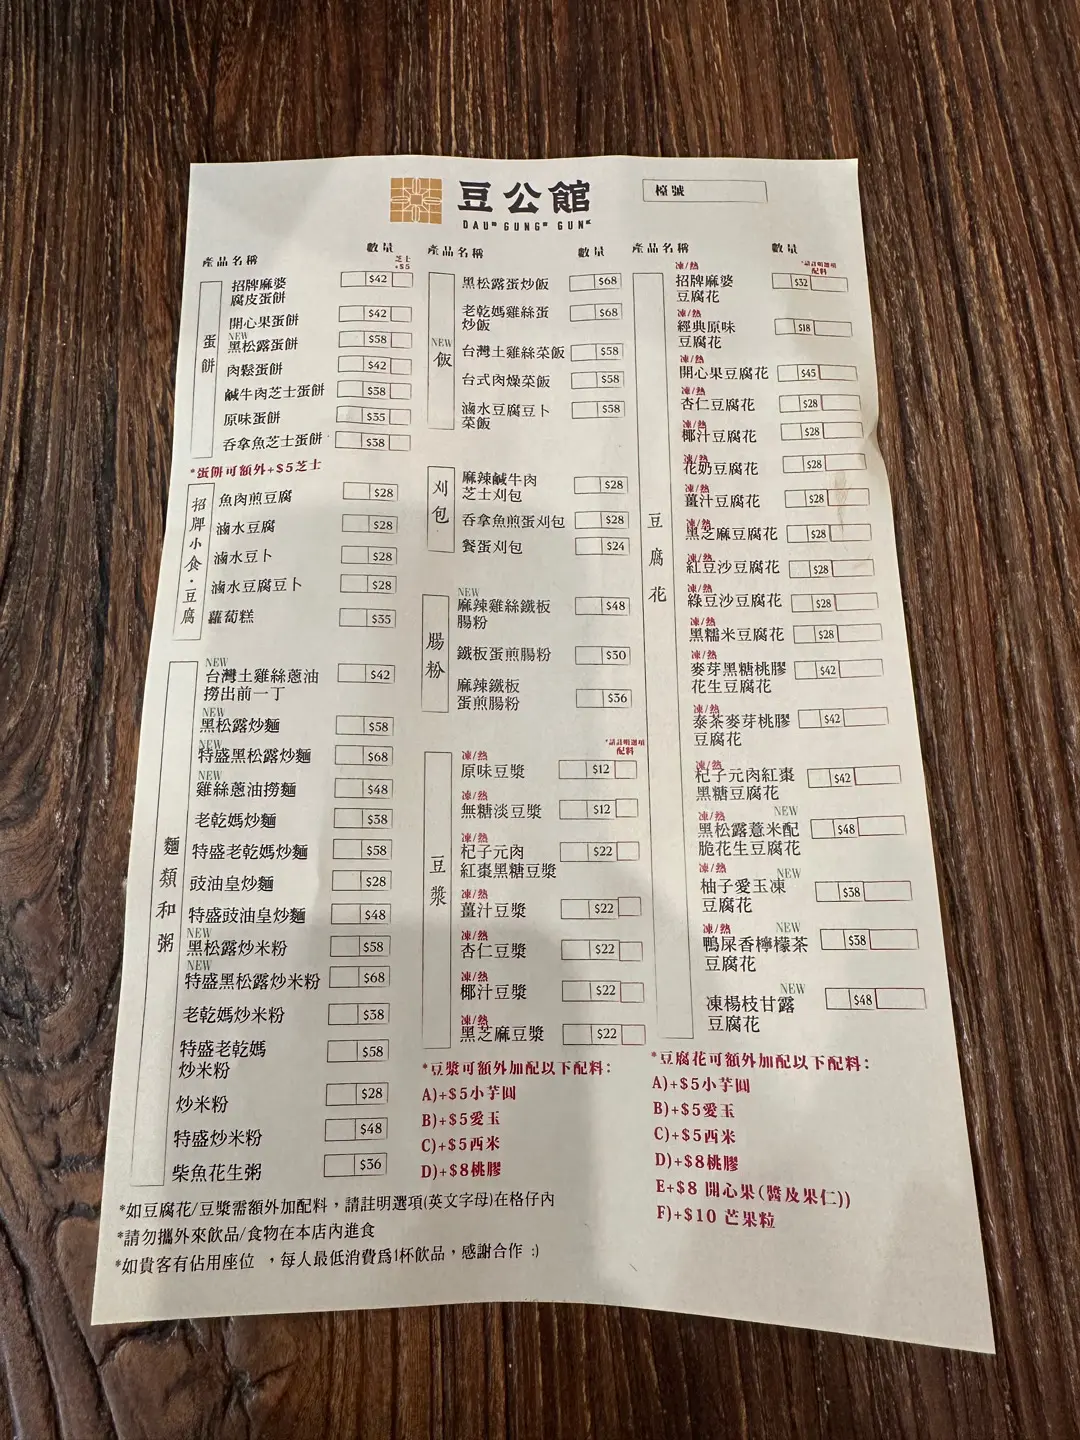 豆公館
DAU GUNG GUN
檯號
產品名稱 數量
芝士
+$5
蛋餅
招牌麻婆
腐皮蛋餅 $42
開心果蛋餅 $42
NEW
黑松露蛋餅 $58
肉鬆蛋餅 $42
鹹牛肉芝士蛋餅 $38
原味蛋餅 $35
吞拿魚芝士蛋餅 $38
*蛋餅可額外+$5芝士
招牌小食·豆腐
魚肉煎豆腐 $28
滷水豆腐 $28
滷水豆卜 $28
滷水豆腐豆卜 $28
蘿蔔糕 $35
麵類和粥
NEW
台灣土雞絲蔥油
撈出前一丁 $42
NEW
黑松露炒麵 $58
NEW
特盛黑松露炒麵 $68
NEW
雞絲蔥油撈麵 $48
老乾媽炒麵 $38
特盛老乾媽炒麵 $58
豉油皇炒麵 $28
特盛豉油皇炒麵 $48
NEW
黑松露炒米粉 $58
NEW
特盛黑松露炒米粉 $68
老乾媽炒米粉 $38
特盛老乾媽
炒米粉 $58
炒米粉 $28
特盛炒米粉 $48
柴魚花生粥 $36
產品名稱 數量
NEW
飯
黑松露蛋炒飯 $68
老乾媽雞絲蛋
炒飯 $68
台灣土雞絲菜飯 $58
台式肉燥菜飯 $58
滷水豆腐豆卜
菜飯 $58
刈包
麻辣鹹牛肉
芝士刈包 $28
吞拿魚煎蛋刈包 $28
餐蛋刈包 $24
腸粉
NEW
麻辣雞絲鐵板
腸粉 $48
鐵板蛋煎腸粉 $30
麻辣鐵板
蛋煎腸粉 $36
豆漿
*請註明選項
配料
凍/熱
原味豆漿 $12
凍/熱
無糖淡豆漿 $12
凍/熱
杞子元肉
紅棗黑糖豆漿 $22
凍/熱
薑汁豆漿 $22
凍/熱
杏仁豆漿 $22
凍/熱
椰汁豆漿 $22
凍/熱
黑芝麻豆漿 $22
*豆漿可額外加配以下配料：
A)+$5小芋圓
B)+$5愛玉
C)+$5西米
D)+$8桃膠
產品名稱 數量
*請註明選項
配料
豆腐花
凍/熱
招牌麻婆
豆腐花 $32
凍/熱
經典原味
豆腐花 $18
凍/熱
開心果豆腐花 $45
凍/熱
杏仁豆腐花 $28
凍/熱
椰汁豆腐花 $28
凍/熱
花奶豆腐花 $28
凍/熱
薑汁豆腐花 $28
凍/熱
黑芝麻豆腐花 $28
凍/熱
紅豆沙豆腐花 $28
凍/熱
綠豆沙豆腐花 $28
凍/熱
黑糯米豆腐花 $28
凍/熱
麥芽黑糖桃膠
花生豆腐花 $42
凍/熱
泰茶麥芽桃膠
豆腐花 $42
凍/熱
杞子元肉紅棗
黑糖豆腐花 $42
凍/熱 NEW
黑松露薏米配
脆花生豆腐花 $48
凍/熱 NEW
柚子愛玉凍
豆腐花 $38
凍/熱 NEW
鴨屎香檸檬茶
豆腐花 $38
NEW
凍楊枝甘露
豆腐花 $48
*豆腐花可額外加配以下配料：
A)+$5小芋圓
B)+$5愛玉
C)+$5西米
D)+$8桃膠
E+$8 開心果(醬及果仁))
F)+$10 芒果粒
*如豆腐花/豆漿需額外加配料，請註明選項(英文字母)在格仔內
*請勿攜外來飲品/食物在本店內進食
*如貴客有佔用座位 ，每人最低消費為1杯飲品，感謝合作 :)